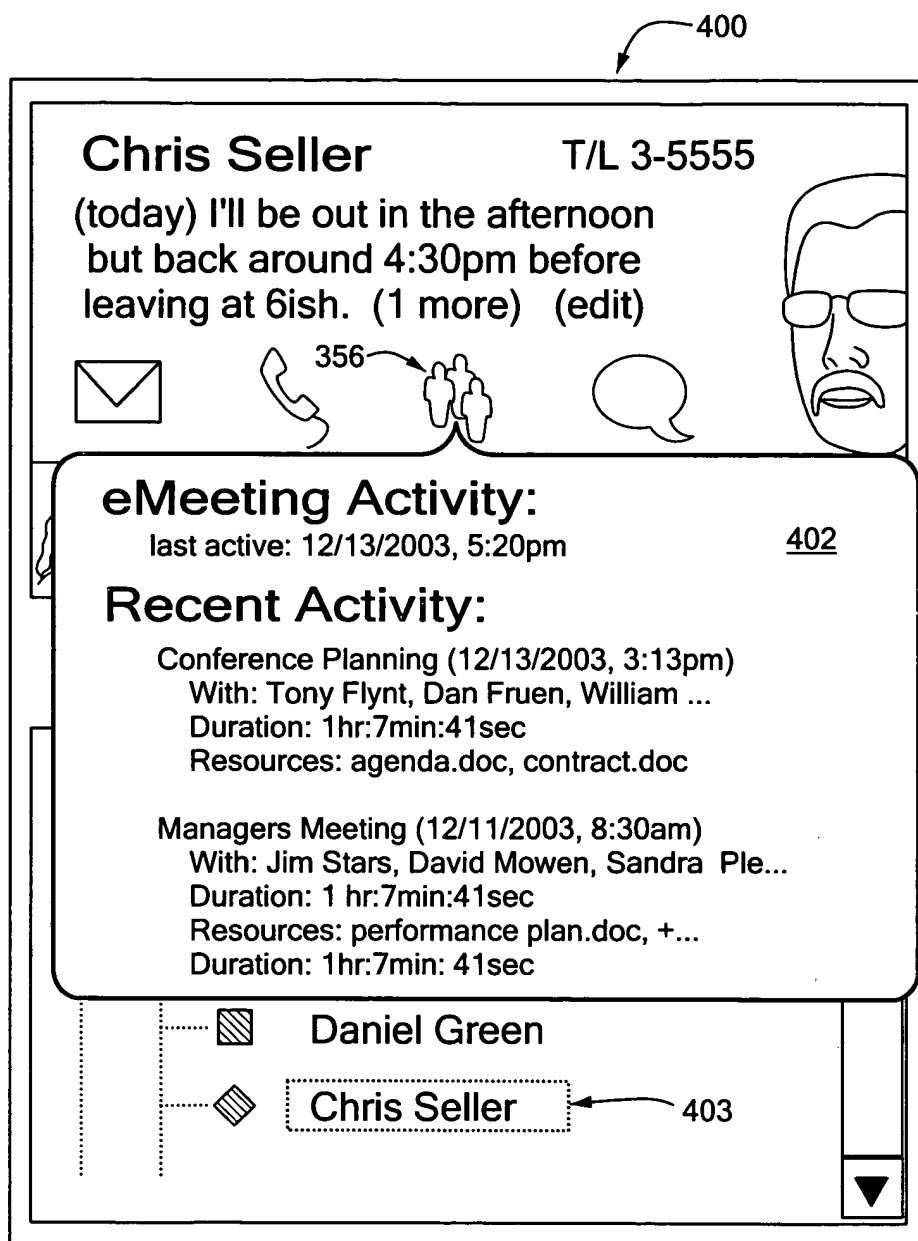 400
Chris Seller T/L 3-5555
(today) I'll be out in the afternoon
but back around 4:30pm before
leaving at 6ish. (1 more) (edit)
356
eMeeting Activity:
last active: 12/13/2003, 5:20pm 402
Recent Activity:
Conference Planning (12/13/2003, 3:13pm)
With: Tony Flynt, Dan Fruen, William ...
Duration: 1hr:7min:41sec
Resources: agenda.doc, contract.doc
Managers Meeting (12/11/2003, 8:30am)
With: Jim Stars, David Mowen, Sandra Ple...
Duration: 1 hr:7min:41sec
Resources: performance plan.doc, +...
Duration: 1hr:7min: 41sec
Daniel Green
Chris Seller 403